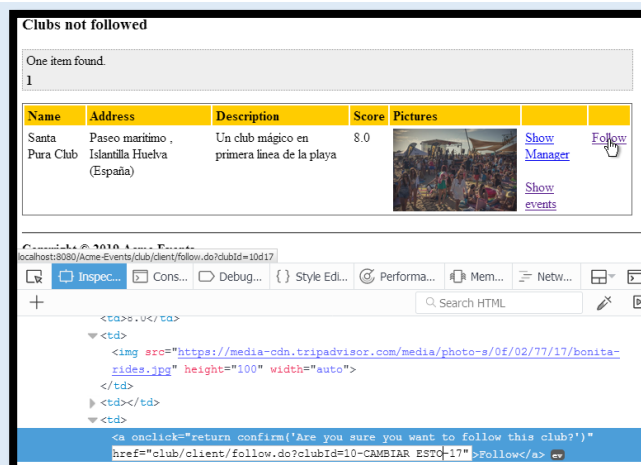 Clubs not followed
One item found.
1
Name Address Description Score Pictures
Santa Paseo maritimo , Un club mágico en 8.0 Show Follow
Pura Club Islantilla Huelva primera linea de la playa Manager
(España)
Show
events
Copyright © 2019 Acme Events
localhost:8080/Acme-Events/club/client/follow.do?clubId=10d17
Inspec... Cons... Debug... { } Style Edi... Performa... Mem... Netw...
+ Search HTML
<td>8.0</td>
<td>
<img src="https://media-cdn.tripadvisor.com/media/photo-s/0f/02/77/17/bonita-
rides.jpg" height="100" width="auto">
</td>
<td></td>
<td>
<a onclick="return confirm('Are you sure you want to follow this club?')"
href="club/client/follow.do?clubId=10-CAMBIAR ESTO-17">Follow</a> ev